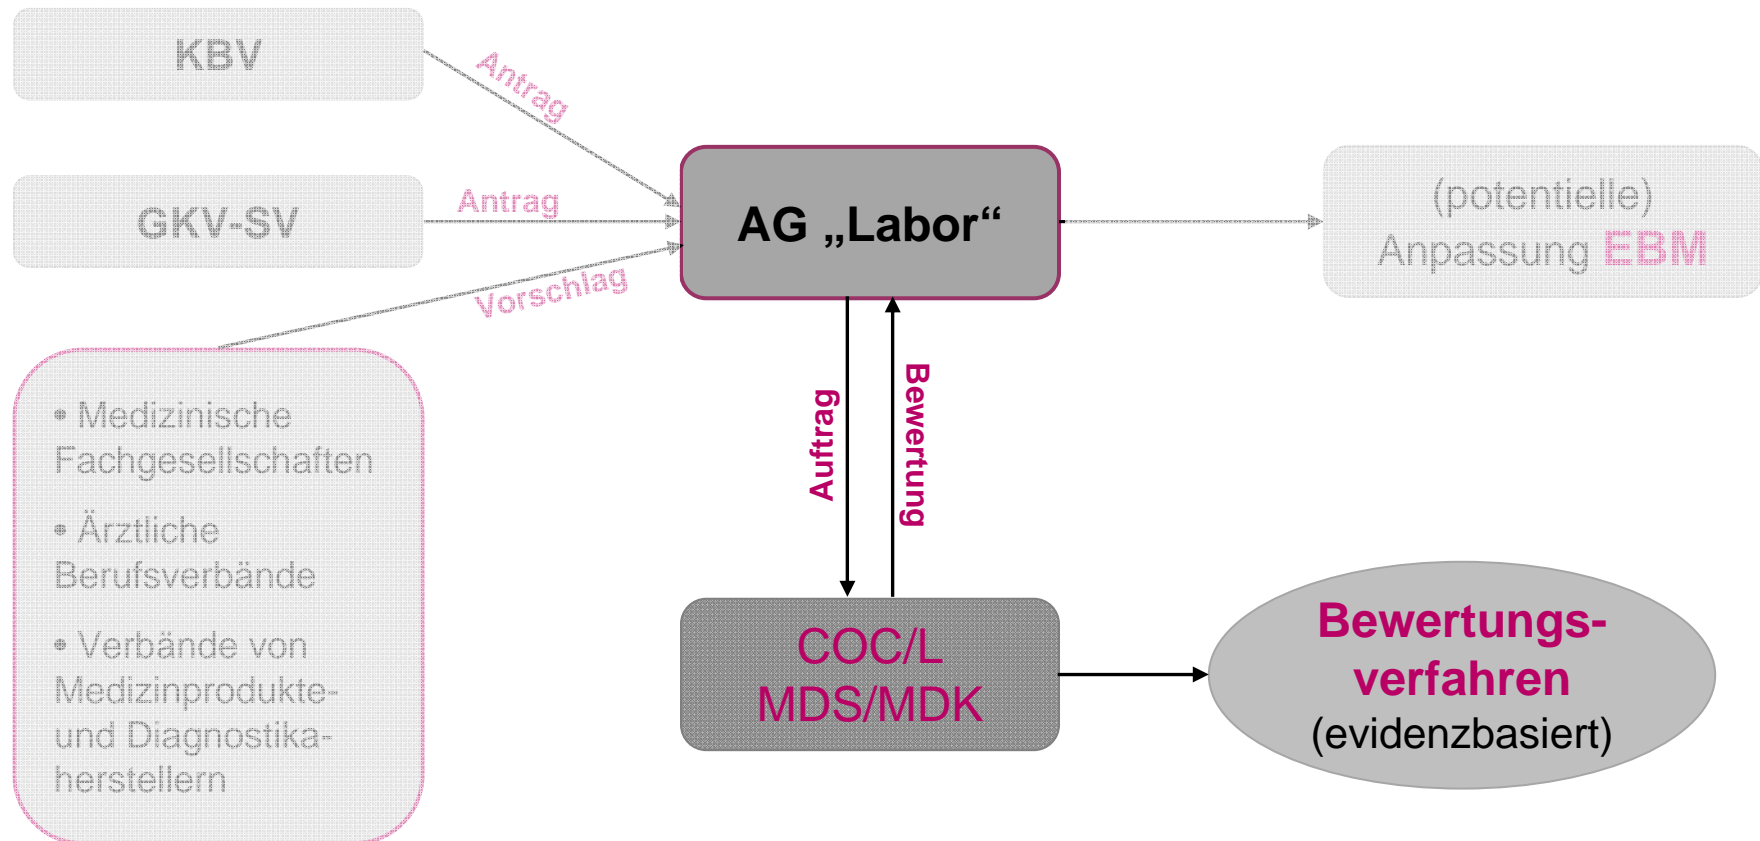 KBV
Antrag
GKV-SV
Antrag
Vorschlag
AG „Labor“
(potentielle)
Anpassung EBM
• Medizinische
Fachgesellschaften
• Ärztliche
Berufsverbände
• Verbände von
Medizinprodukte-
und Diagnostika-
herstellern
Auftrag
Bewertung
COC/L
MDS/MDK
Bewertungs-
verfahren
(evidenzbasiert)